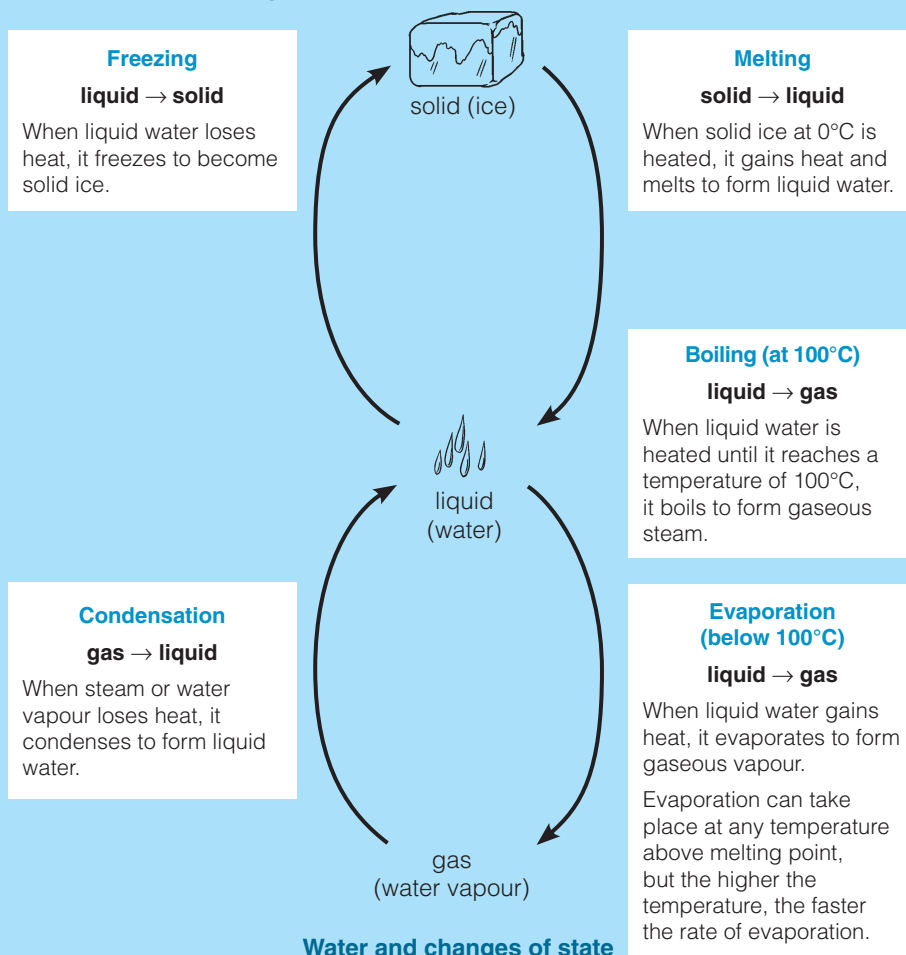 Freezing
liquid → solid
When liquid water loses
heat, it freezes to become
solid ice.
solid (ice)
Melting
solid → liquid
When solid ice at 0°C is
heated, it gains heat and
melts to form liquid water.
Boiling (at 100°C)
liquid → gas
When liquid water is
heated until it reaches a
temperature of 100°C,
it boils to form gaseous
steam.
liquid
(water)
Condensation
gas → liquid
When steam or water
vapour loses heat, it
condenses to form liquid
water.
Evaporation
(below 100°C)
liquid → gas
When liquid water gains
heat, it evaporates to form
gaseous vapour.
Evaporation can take
place at any temperature
above melting point,
but the higher the
temperature, the faster
the rate of evaporation.
gas
(water vapour)
Water and changes of state